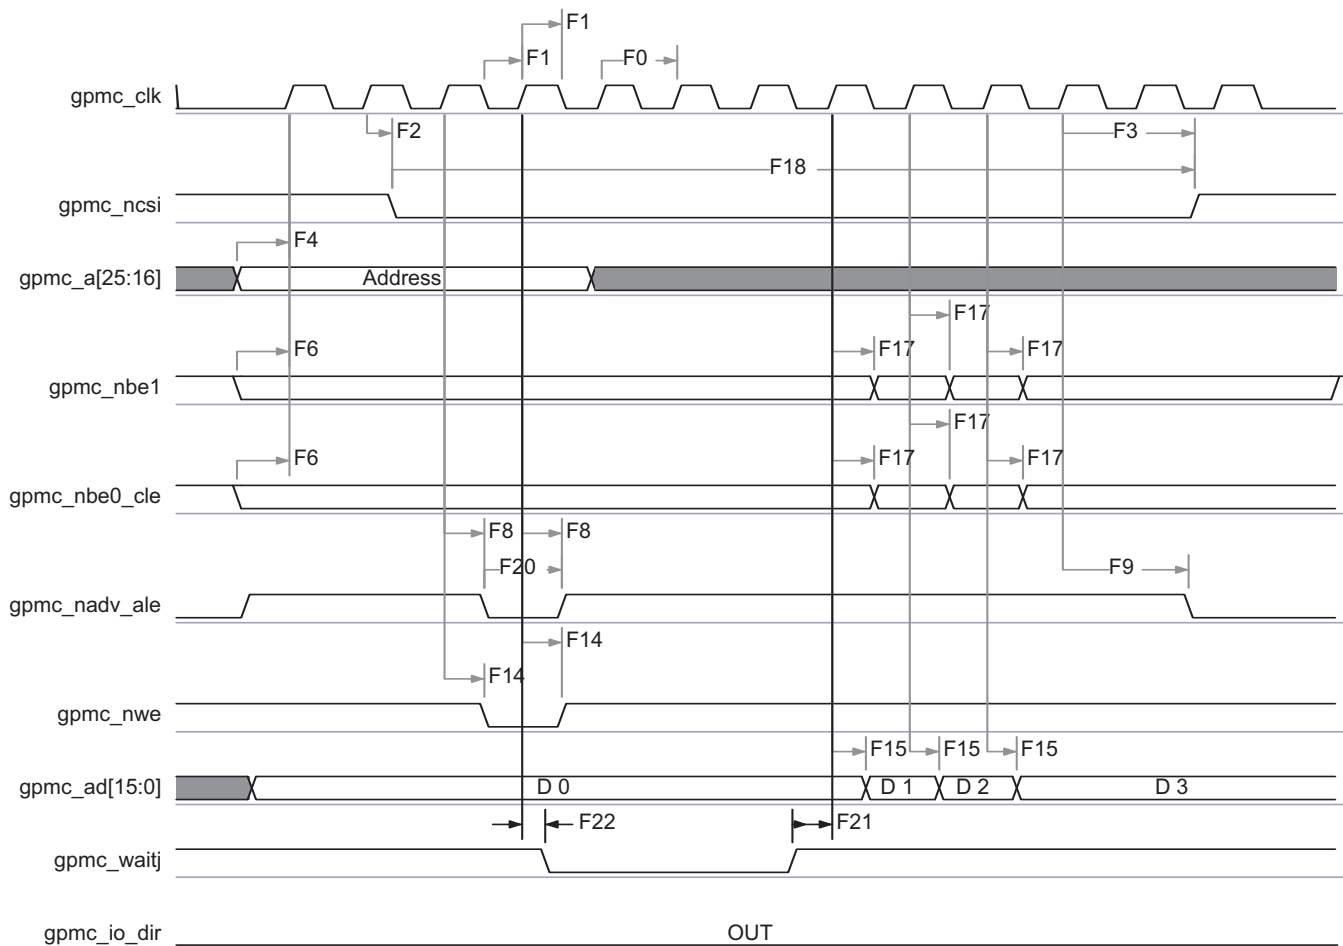 F1
F1
F0
gpmc_clk
F2
F3
F18
gpmc_ncsi
F4
gpmc_a[25:16]
Address
F17
F6
F17
F17
gpmc_nbe1
F17
F6
F17
F17
gpmc_nbe0_cle
F8
F8
F20
F9
gpmc_nadv_ale
F14
F14
gpmc_nwe
F15
F15
F15
gpmc_ad[15:0]
D 0
D 1
D 2
D 3
F22
F21
gpmc_waitj
gpmc_io_dir
OUT